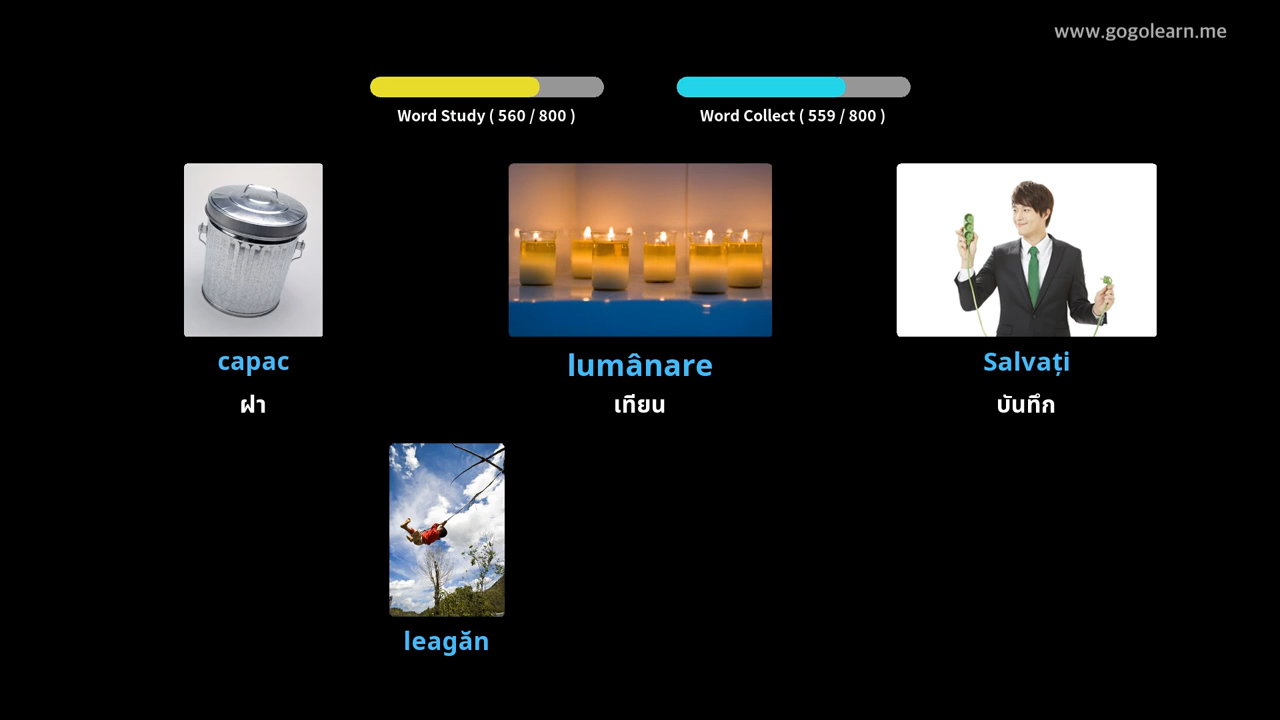 www.gogolearn.me
Word Study ( 560 / 800 )
Word Collect ( 559 / 800 )
capac
lumânare
Salvați
ฝา
เทียน
บันทึก
leagăn